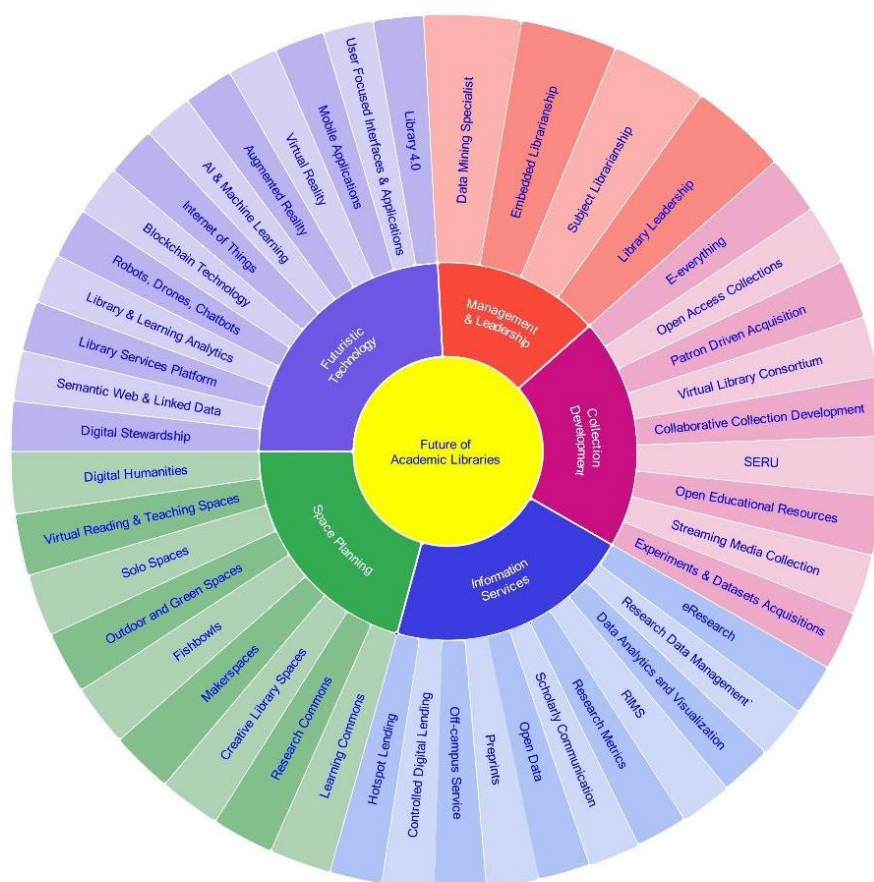 Future of
Academic Libraries
Management
& Leadership
Data Mining Specialist
Embedded Librarianship
Subject Librarianship
Library Leadership
Collection
Development
E-everything
Open Access Collections
Patron Driven Acquisition
Virtual Library Consortium
Collaborative Collection Development
SERU
Open Educational Resources
Streaming Media Collection
Experiments & Datasets Acquisitions
Information
Services
eResearch
Research Data Management`
Data Analytics and Visualization
RIMS
Research Metrics
Scholarly Communication
Open Data
Preprints
Off-campus Service
Controlled Digital Lending
Hotspot Lending
Space Planning
Learning Commons
Research Commons
Creative Library Spaces
Makerspaces
Fishbowls
Outdoor and Green Spaces
Solo Spaces
Virtual Reading & Teaching Spaces
Digital Humanities
Futuristic
Technology
Digital Stewardship
Semantic Web & Linked Data
Library Services Platform
Library & Learning Analytics
Robots, Drones, Chatbots
Blockchain Technology
Internet of Things
AI & Machine Learning
Augmented Reality
Virtual Reality
Mobile Applications
User Focused Interfaces & Applications
Library 4.0